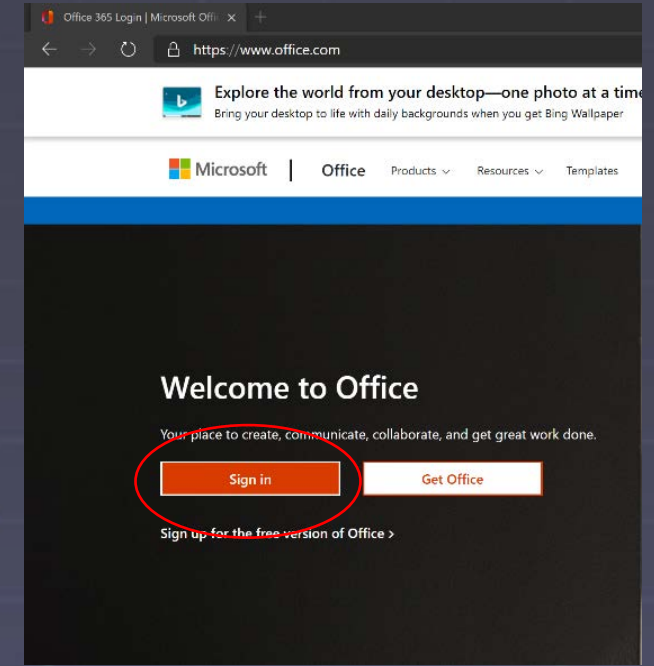 Office 365 Login | Microsoft Offi
https://www.office.com
Explore the world from your desktop—one photo at a time
Bring your desktop to life with daily backgrounds when you get Bing Wallpaper
Microsoft | Office Products Resources Templates
Welcome to Office
Your place to create, communicate, collaborate, and get great work done.
Sign in Get Office
Sign up for the free version of Office >